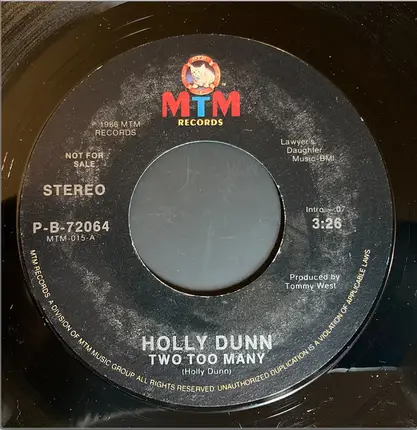 MTM
RECORDS
℗ 1986 MTM
RECORDS
NOT FOR
SALE
STEREO
P-B-72064
MTM-015-A
Lawyer's
Daughter
Music-BMI
Intro - :07
3:26
Produced by
Tommy West
HOLLY DUNN
TWO TOO MANY
(Holly Dunn)
MTM RECORDS, A DIVISION OF MTM MUSIC GROUP ALL RIGHTS RESERVED. UNAUTHORIZED DUPLICATION IS A VIOLATION OF APPLICABLE LAWS